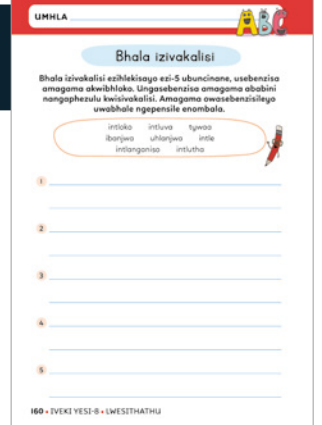 UMHLA
ABC
Bhala izivakalisi
Bhala izivakalisi ezihlekisayo ezi-5 ubuncinane, usebenzisa
amagama akwibhloko. Ungasebenzisa amagama ababini
nangaphezulu kwisivakalisi. Amagama owasebenzisileyo
uwabhale ngepensile enombala.
intloko intluva tywaa
ibanjwa uhlanjwa intle
intlanganiso intlutha
1
2
3
4
5
160 • IVEKI YESI-8 • LWESITHATHU